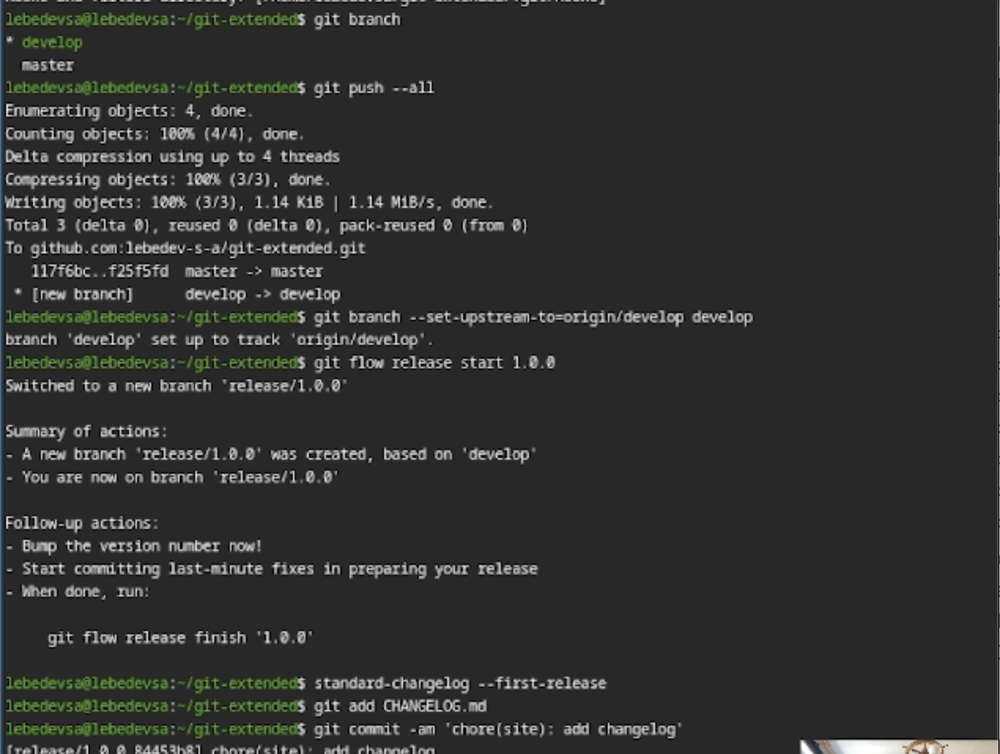 lebedevsa@lebedevsa:~/git-extended$ git branch
* develop
  master
lebedevsa@lebedevsa:~/git-extended$ git push --all
Enumerating objects: 4, done.
Counting objects: 100% (4/4), done.
Delta compression using up to 4 threads
Compressing objects: 100% (3/3), done.
Writing objects: 100% (3/3), 1.14 KiB | 1.14 MiB/s, done.
Total 3 (delta 0), reused 0 (delta 0), pack-reused 0 (from 0)
To github.com:lebedev-s-a/git-extended.git
   117f6bc..f25f5fd  master -> master
 * [new branch]      develop -> develop
lebedevsa@lebedevsa:~/git-extended$ git branch --set-upstream-to=origin/develop develop
branch 'develop' set up to track 'origin/develop'.
lebedevsa@lebedevsa:~/git-extended$ git flow release start 1.0.0
Switched to a new branch 'release/1.0.0'
Summary of actions:
- A new branch 'release/1.0.0' was created, based on 'develop'
- You are now on branch 'release/1.0.0'
Follow-up actions:
- Bump the version number now!
- Start committing last-minute fixes in preparing your release
- When done, run:
     git flow release finish '1.0.0'
lebedevsa@lebedevsa:~/git-extended$ standard-changelog --first-release
lebedevsa@lebedevsa:~/git-extended$ git add CHANGELOG.md
lebedevsa@lebedevsa:~/git-extended$ git commit -am 'chore(site): add changelog'
[release/1.0.0 84453b8] chore(site): add changelog